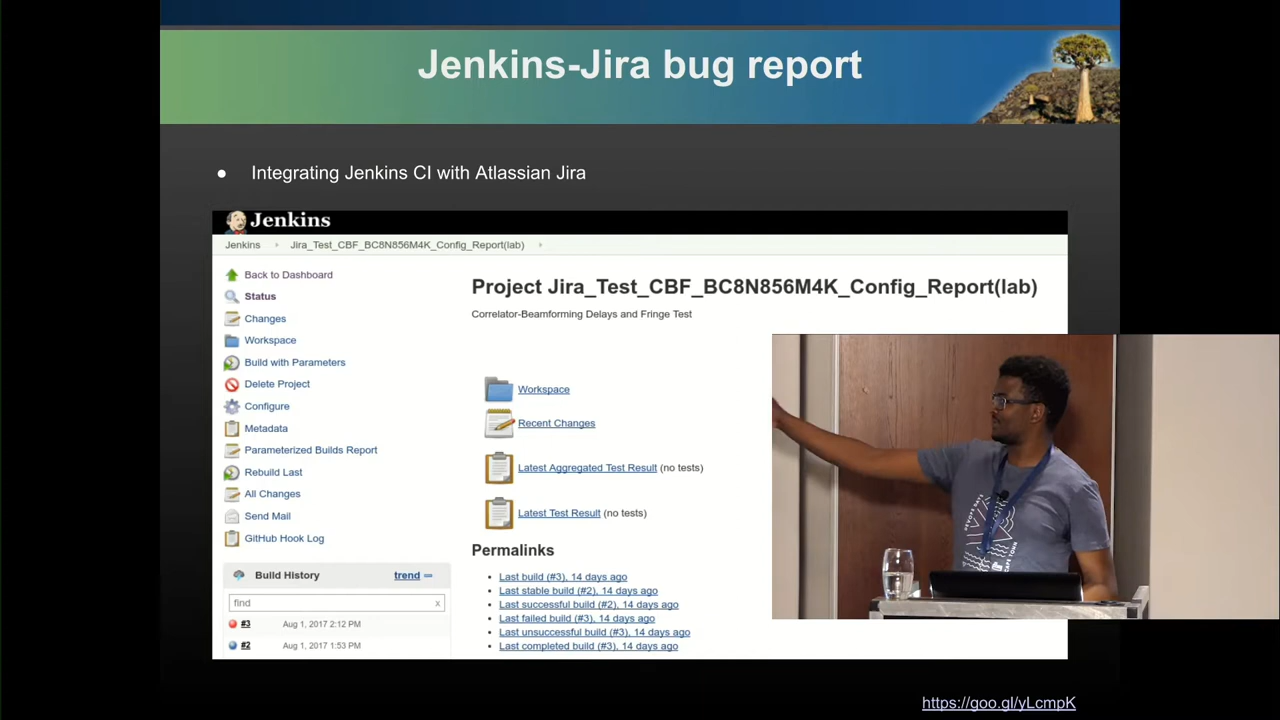 Jenkins-Jira bug report
● Integrating Jenkins CI with Atlassian Jira
Jenkins
Jenkins Jira_Test_CBF_BC8N856M4K_Config_Report(lab)
Back to Dashboard
Status
Changes
Workspace
Build with Parameters
Delete Project
Configure
Metadata
Parameterized Builds Report
Rebuild Last
All Changes
Send Mail
GitHub Hook Log
Build History trend
find x
#3 Aug 1, 2017 2:12 PM
#2 Aug 1, 2017 1:53 PM
Project Jira_Test_CBF_BC8N856M4K_Config_Report(lab)
Correlator-Beamforming Delays and Fringe Test
Workspace
Recent Changes
Latest Aggregated Test Result (no tests)
Latest Test Result (no tests)
Permalinks
Last build (#3), 14 days ago
Last stable build (#2), 14 days ago
Last successful build (#2), 14 days ago
Last failed build (#3), 14 days ago
Last unsuccessful build (#3), 14 days ago
Last completed build (#3), 14 days ago
https://goo.gl/yLcmpK